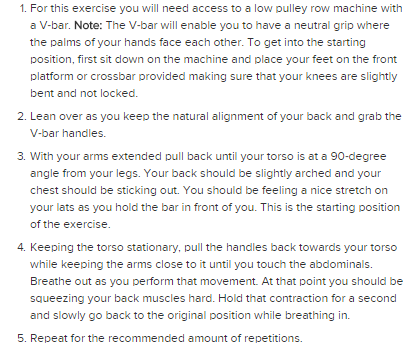 1. For this exercise you will need access to a low pulley row machine with
a V-bar. Note: The V-bar will enable you to have a neutral grip where
the palms of your hands face each other. To get into the starting
position, first sit down on the machine and place your feet on the front
platform or crossbar provided making sure that your knees are slightly
bent and not locked.
2. Lean over as you keep the natural alignment of your back and grab the
V-bar handles.
3. With your arms extended pull back until your torso is at a 90-degree
angle from your legs. Your back should be slightly arched and your
chest should be sticking out. You should be feeling a nice stretch on
your lats as you hold the bar in front of you. This is the starting position
of the exercise.
4. Keeping the torso stationary, pull the handles back towards your torso
while keeping the arms close to it until you touch the abdominals.
Breathe out as you perform that movement. At that point you should be
squeezing your back muscles hard. Hold that contraction for a second
and slowly go back to the original position while breathing in.
5. Repeat for the recommended amount of repetitions.